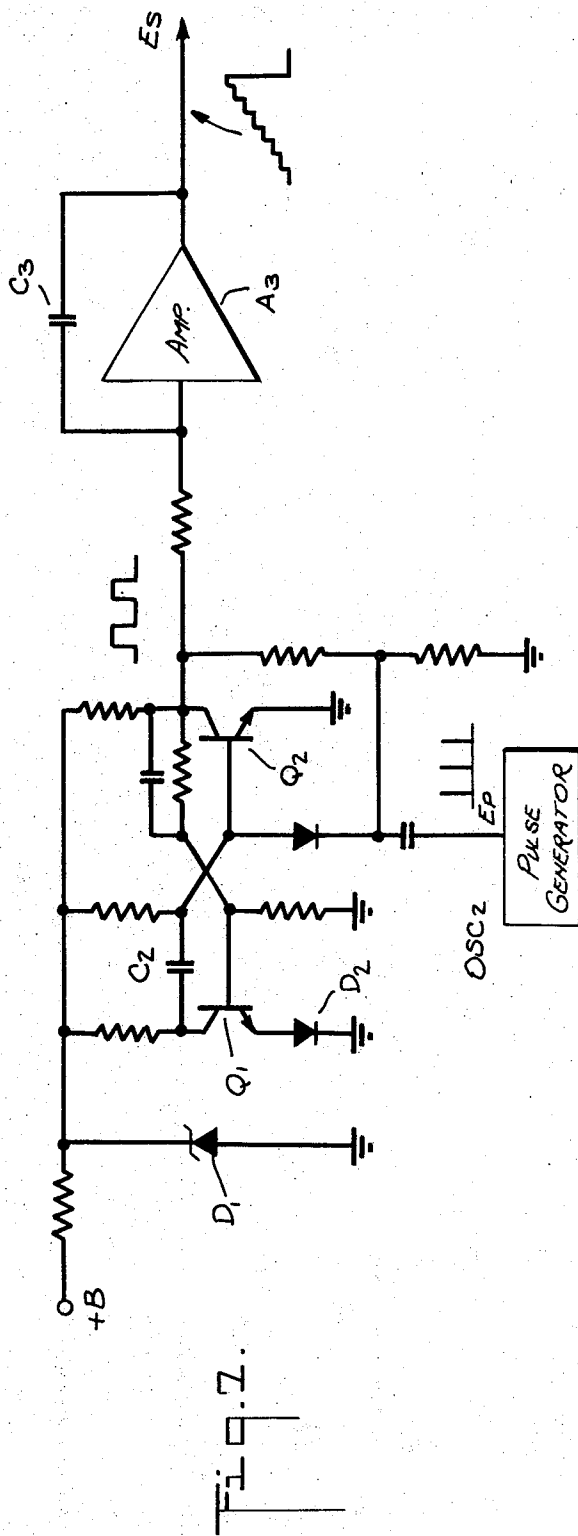 Fig. 7.
+B
D1
Q1
D2
C2
Q2
OSC2
PULSE
GENERATOR
EP
AMP.
A3
C3
ES